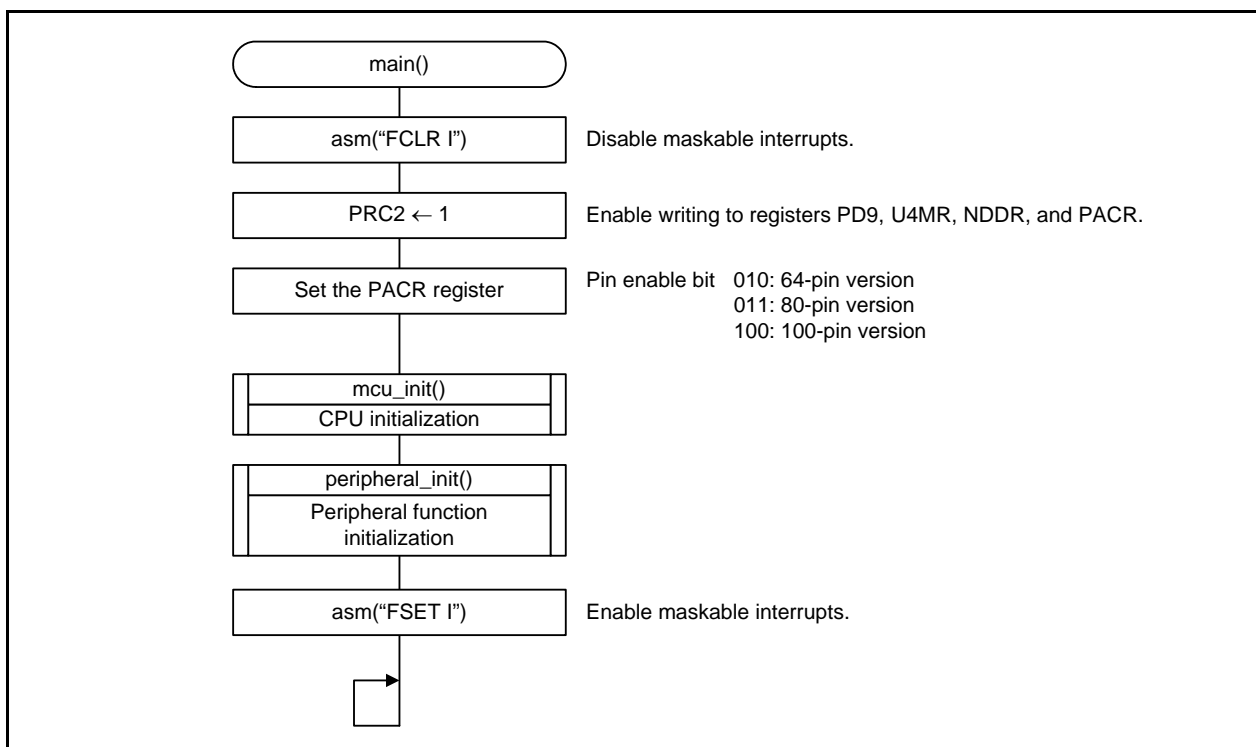 main()
asm(“FCLR I”)
Disable maskable interrupts.
PRC2 ← 1
Enable writing to registers PD9, U4MR, NDDR, and PACR.
Set the PACR register
Pin enable bit 010: 64-pin version
011: 80-pin version
100: 100-pin version
mcu_init()
CPU initialization
peripheral_init()
Peripheral function
initialization
asm(“FSET I”)
Enable maskable interrupts.